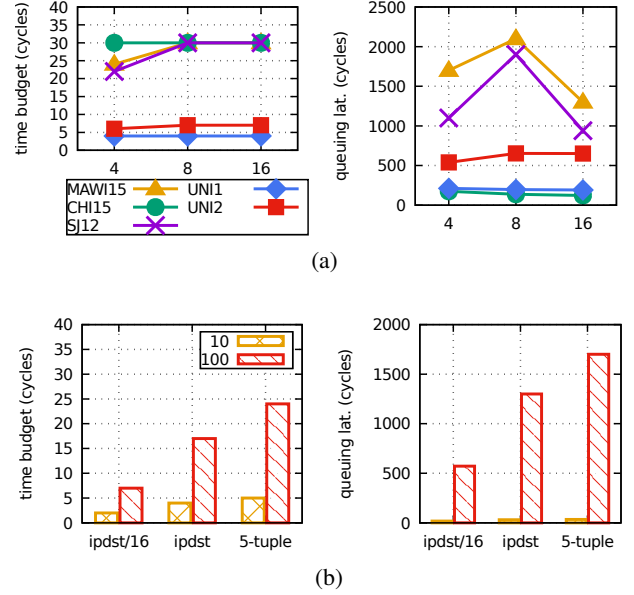 time budget (cycles)
40
35
30
25
20
15
10
5
0
4 8 16
MAWI15 UNI1
CHI15 UNI2
SJ12
queuing lat. (cycles)
2500
2000
1500
1000
500
0
4 8 16
(a)
time budget (cycles)
40
35
30
25
20
15
10
5
0
10
100
ipdst/16 ipdst 5-tuple
queuing lat. (cycles)
2000
1500
1000
500
0
ipdst/16 ipdst 5-tuple
(b)